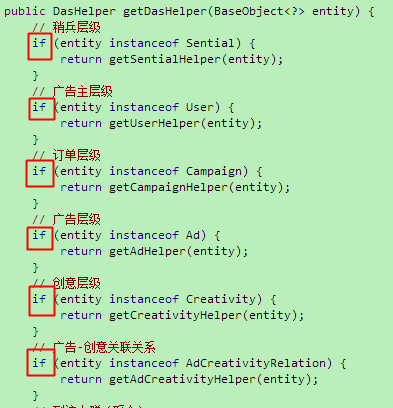 public DasHelper getDasHelper(BaseObject<?> entity) {
// 稍兵层级
if (entity instanceof Sential) {
return getSentialHelper(entity);
}
// 广告主层级
if (entity instanceof User) {
return getUserHelper(entity);
}
// 订单层级
if (entity instanceof Campaign) {
return getCampaignHelper(entity);
}
// 广告层级
if (entity instanceof Ad) {
return getAdHelper(entity);
}
// 创意层级
if (entity instanceof Creativity) {
return getCreativityHelper(entity);
}
// 广告-创意关联关系
if (entity instanceof AdCreativityRelation) {
return getAdCreativityHelper(entity);
}